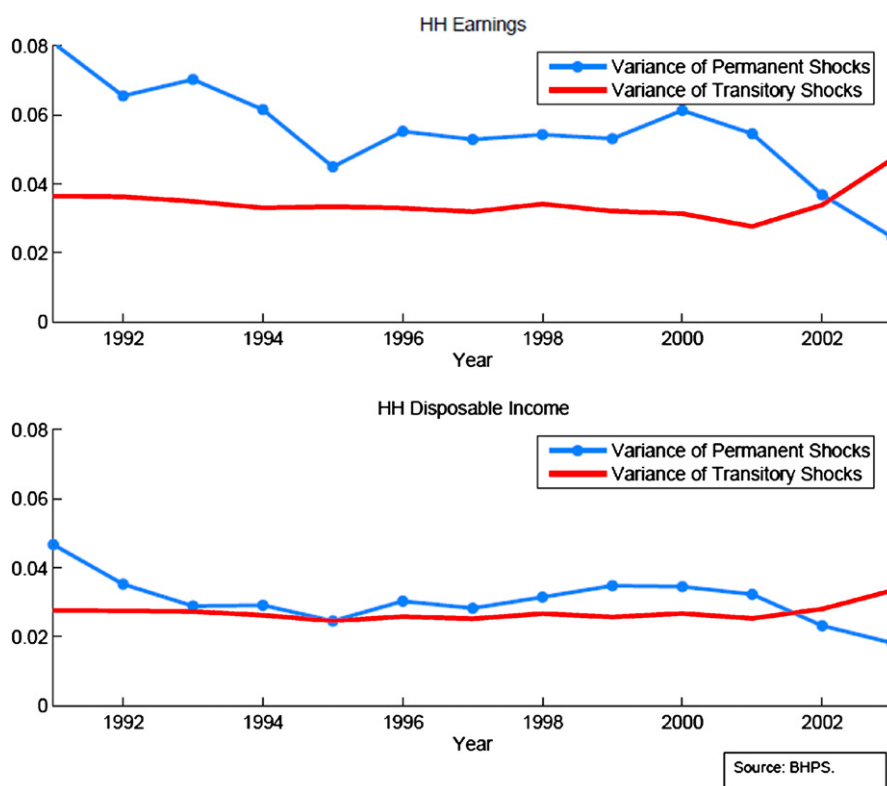 HH Earnings
0.08
0.06
0.04
0.02
0
Variance of Permanent Shocks
Variance of Transitory Shocks
1992 1994 1996 1998 2000 2002
Year
HH Disposable Income
0.08
0.06
0.04
0.02
0
Variance of Permanent Shocks
Variance of Transitory Shocks
1992 1994 1996 1998 2000 2002
Year
Source: BHPS.